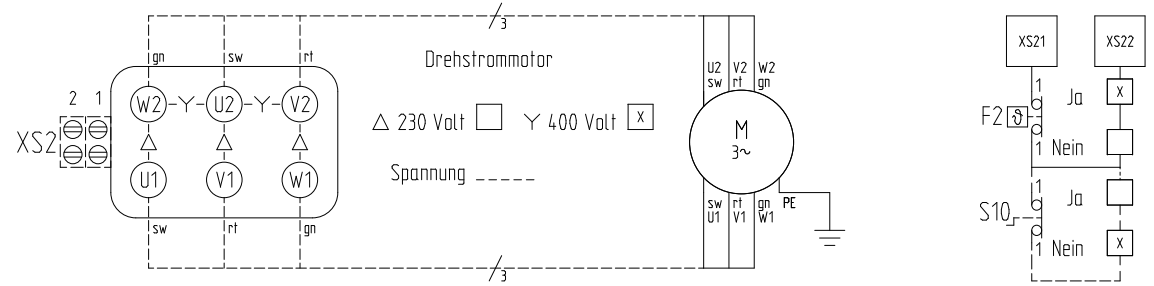 3
gn sw rt
W2 Y U2 Y V2
2 1
XS2
△ △ △
U1 V1 W1
sw rt gn
3
Drehstrommotor
△ 230 Volt Y 400 Volt X
Spannung
U2 V2 W2
sw rt gn
M
3~
sw rt gn PE
U1 V1 W1
XS21 XS22
1 Ja X
F2 ϑ
1 Nein
1 Ja
S10
1 Nein X